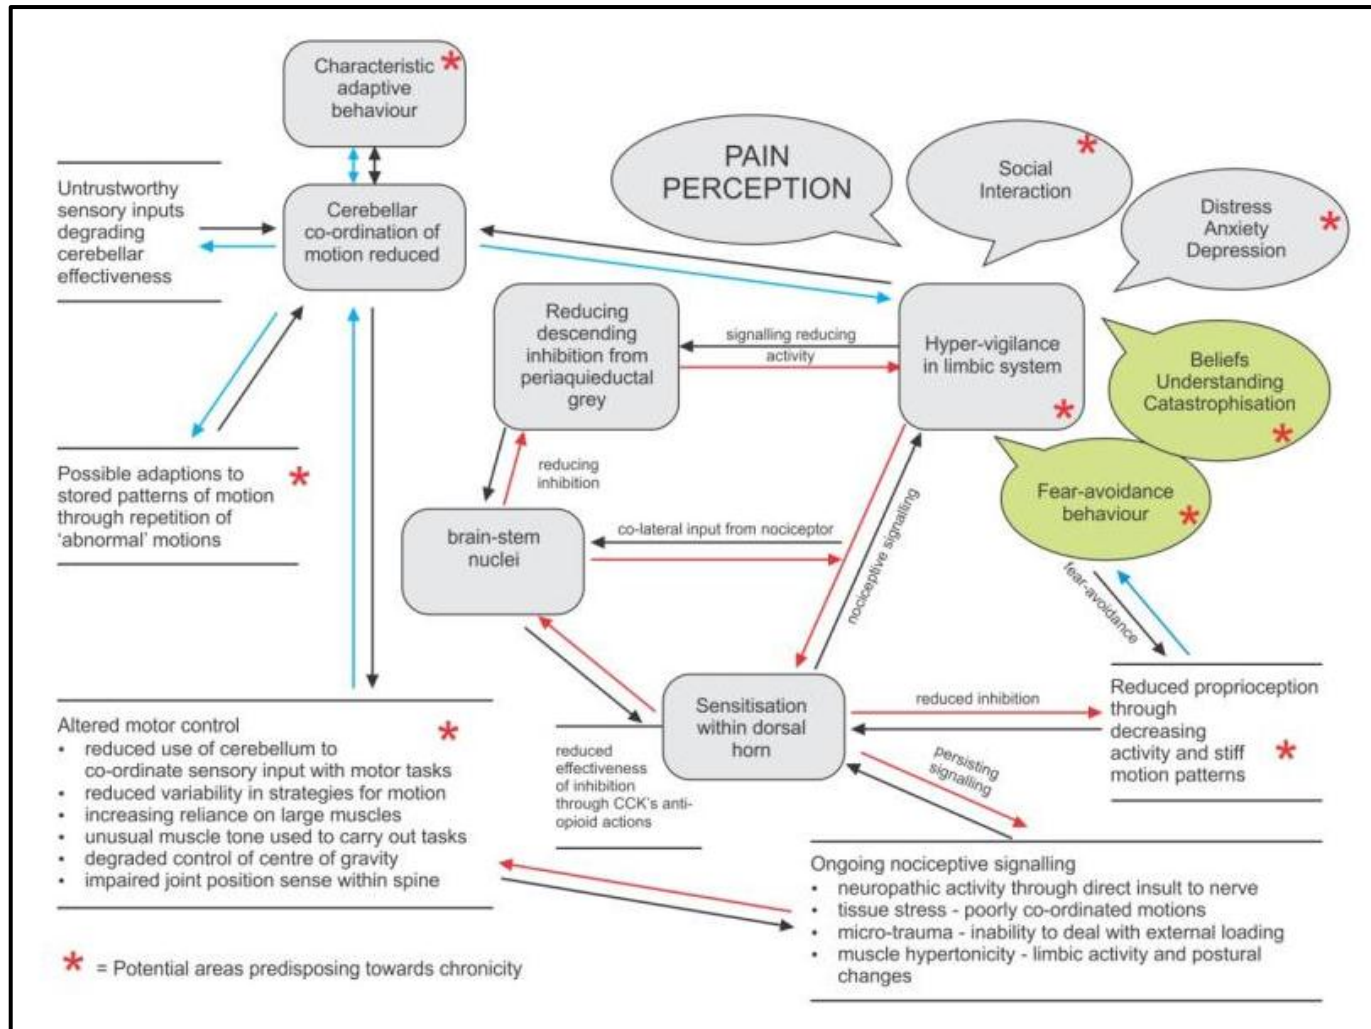 Characteristic
adaptive
behaviour
*
PAIN
PERCEPTION
Social
Interaction
*
Distress
Anxiety
Depression
*
Untrustworthy
sensory inputs
degrading
cerebellar
effectiveness
Cerebellar
co-ordination of
motion reduced
Reducing
descending
inhibition from
periaquieductal
grey
signalling reducing
activity
Hyper-vigilance
in limbic system
*
Beliefs
Understanding
Catastrophisation
*
Fear-avoidance
behaviour
*
Possible adaptions to
stored patterns of motion
through repetition of
‘abnormal’ motions
*
reducing
inhibition
brain-stem
nuclei
co-lateral input from nociceptor
nociceptive signalling
fear-avoidance
Sensitisation
within dorsal
horn
reduced inhibition
Reduced proprioception
through
decreasing
activity and stiff
motion patterns
*
persisting
signalling
reduced
effectiveness
of inhibition
through CCK's anti-
opioid actions
Altered motor control
*
• reduced use of cerebellum to
co-ordinate sensory input with motor tasks
• reduced variability in strategies for motion
• increasing reliance on large muscles
• unusual muscle tone used to carry out tasks
• degraded control of centre of gravity
• impaired joint position sense within spine
Ongoing nociceptive signalling
• neuropathic activity through direct insult to nerve
• tissue stress - poorly co-ordinated motions
• micro-trauma - inability to deal with external loading
• muscle hypertonicity - limbic activity and postural
changes
* = Potential areas predisposing towards chronicity